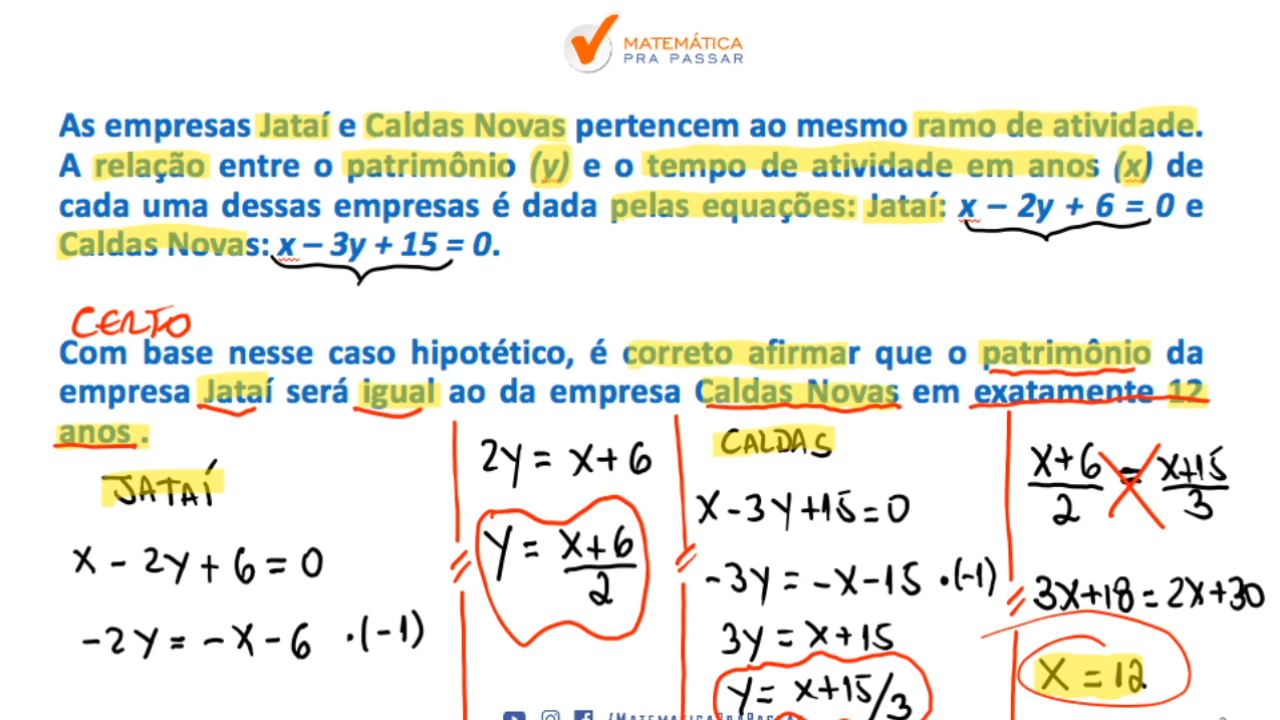 MATEMÁTICA
PRA PASSAR
As empresas Jataí e Caldas Novas pertencem ao mesmo ramo de atividade.
A relação entre o patrimônio (y) e o tempo de atividade em anos (x) de
cada uma dessas empresas é dada pelas equações: Jataí: x – 2y + 6 = 0 e
Caldas Novas: x – 3y + 15 = 0.
CERTO
Com base nesse caso hipotético, é correto afirmar que o patrimônio da
empresa Jataí será igual ao da empresa Caldas Novas em exatamente 12
anos.
JATAÍ
x - 2y + 6 = 0
-2y = -x - 6 .(-1)
2y = x + 6
y = x+6/2
CALDAS
x - 3y + 15 = 0
-3y = -x - 15 .(-1)
3y = x + 15
y = x+15/3
x+6/2 = x+15/3
3x+18 = 2x+30
x = 12